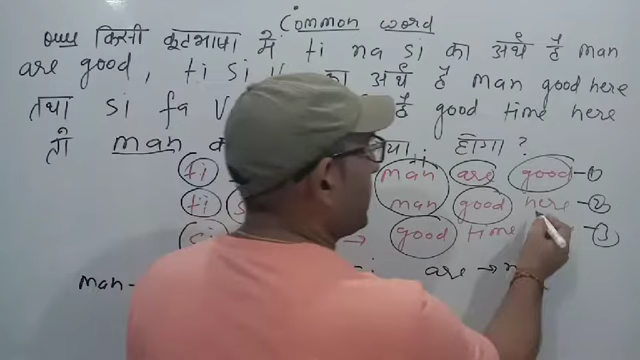 Common word
किसी कूटभाषा में ti na si का अर्थ है man
are good, ti si का अर्थ है man good here
तथा si fa है good time here
तो man होगा ?
ti man are good - 1
ti man good here - 2
si → good time - 3
man - are →